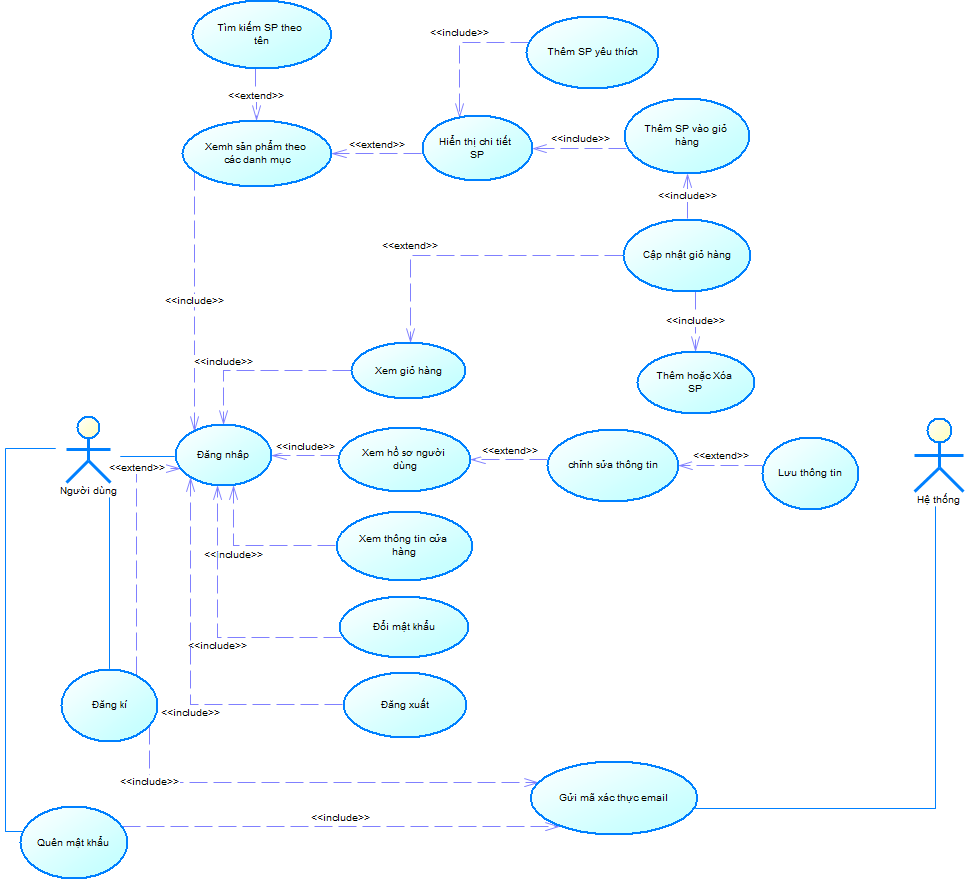 Tìm kiếm SP theo
tên
<<include>>
Thêm SP yêu thích
<<extend>>
Xemh sản phẩm theo
các danh mục
<<extend>>
Hiển thị chi tiết
SP
<<include>>
Thêm SP vào giỏ
hàng
<<include>>
<<extend>>
Cập nhật giỏ hàng
<<include>>
<<include>>
<<include>>
Xem giỏ hàng
Thêm hoặc Xóa
SP
Người dùng
<<extend>>
Đăng nhập
<<include>>
Xem hồ sơ người
dùng
<<extend>>
chỉnh sửa thông tin
<<extend>>
Lưu thông tin
Hệ thống
<<include>>
Xem thông tin cửa
hàng
<<include>>
Đổi mật khẩu
Đăng kí
<<include>>
Đăng xuất
<<include>>
Gửi mã xác thực email
<<include>>
Quên mật khẩu